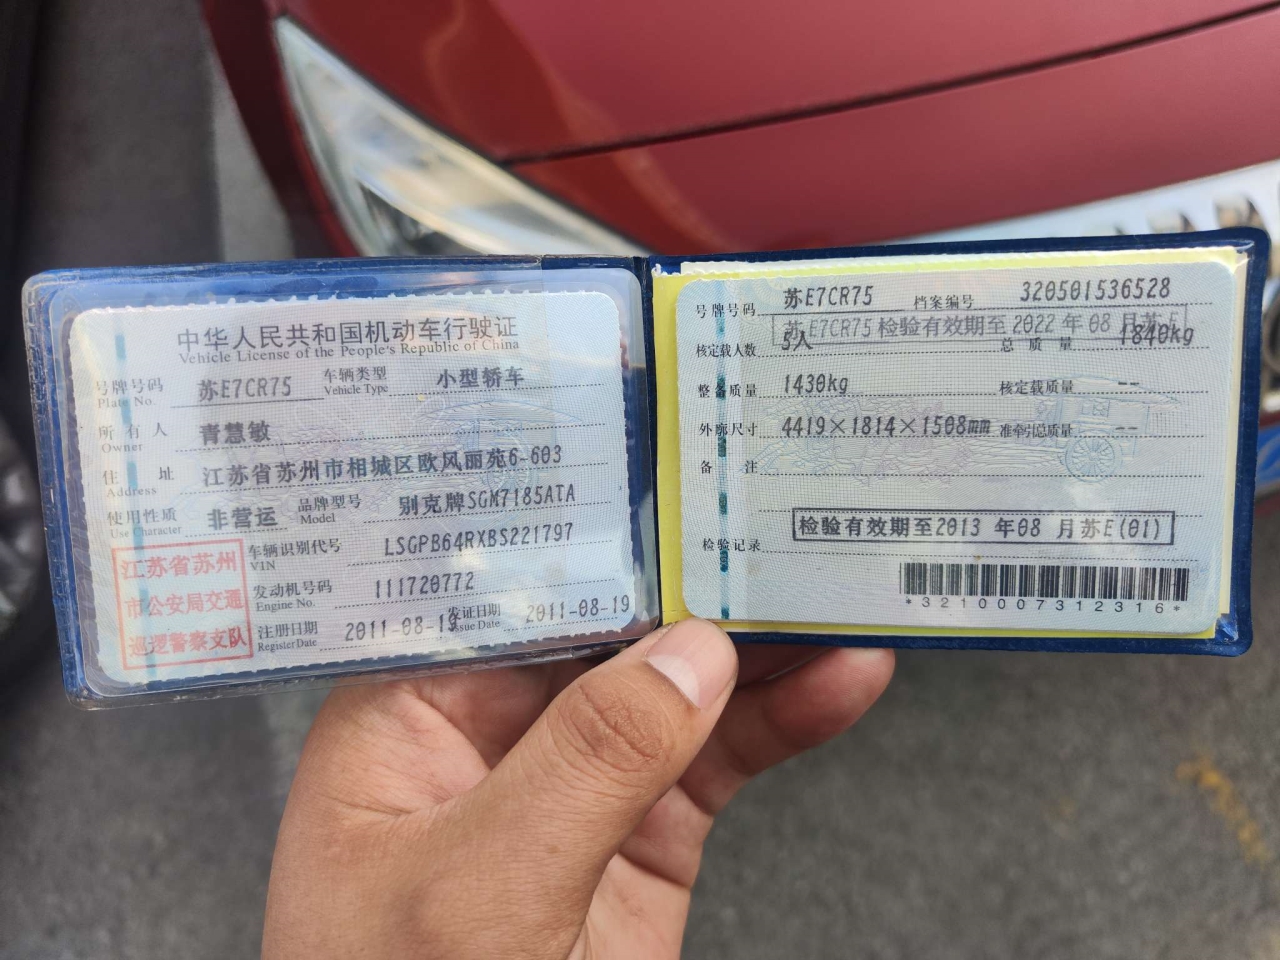 中华人民共和国机动车行驶证
Vehicle License of the People's Republic of China
号牌号码 苏E7CR75 车辆类型 小型轿车
Plate No. Vehicle Type
所有人 青慧敏
Owner
住址 江苏省苏州市相城区欧风丽苑6-603
Address
使用性质 非营运 品牌型号 别克牌SGM7185ATA
Use Character Model
江苏省苏州
市公安局交通
巡逻警察支队
车辆识别代号 LSGPB64RXBS221797
VIN
发动机号码 111720772
Engine No.
注册日期 2011-08-19 发证日期 2011-08-19
Register Date Issue Date
号牌号码 苏E7CR75 档案编号 320501536528
苏E7CR75 检验有效期至 2022 年 08 月 苏E
核定载人数 5人 总质量 1840kg
整备质量 1430kg 核定载质量 --
外廓尺寸 4419×1814×1508mm 准牵引总质量 --
备注
检验有效期至2013 年08 月苏E(01)
检验记录
*3210007312316*